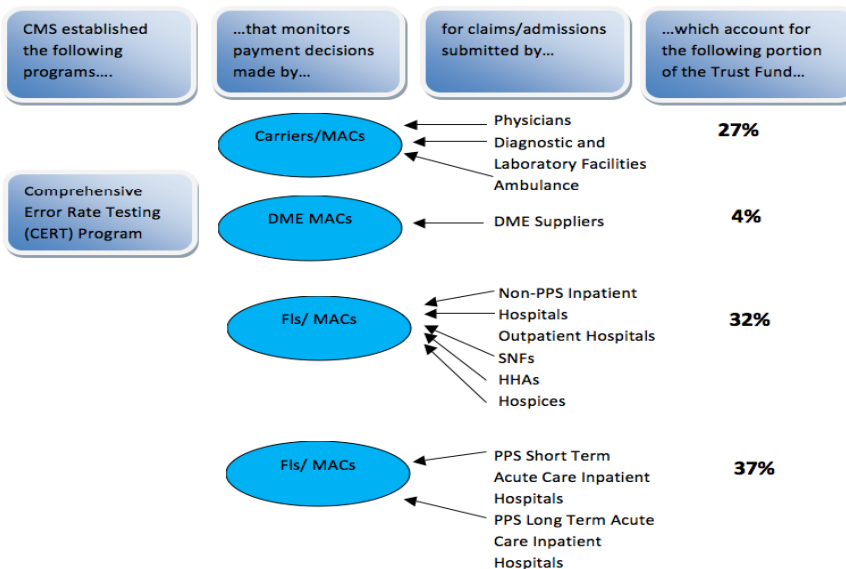 CMS established
the following
programs….
…that monitors
payment decisions
made by…
for claims/admissions
submitted by…
…which account for
the following portion
of the Trust Fund…
Comprehensive
Error Rate Testing
(CERT) Program
Carriers/MACs
Physicians
Diagnostic and
Laboratory Facilities
Ambulance
27%
DME MACs
DME Suppliers
4%
FIs/ MACs
Non-PPS Inpatient
Hospitals
Outpatient Hospitals
SNFs
HHAs
Hospices
32%
FIs/ MACs
PPS Short Term
Acute Care Inpatient
Hospitals
PPS Long Term Acute
Care Inpatient
Hospitals
37%